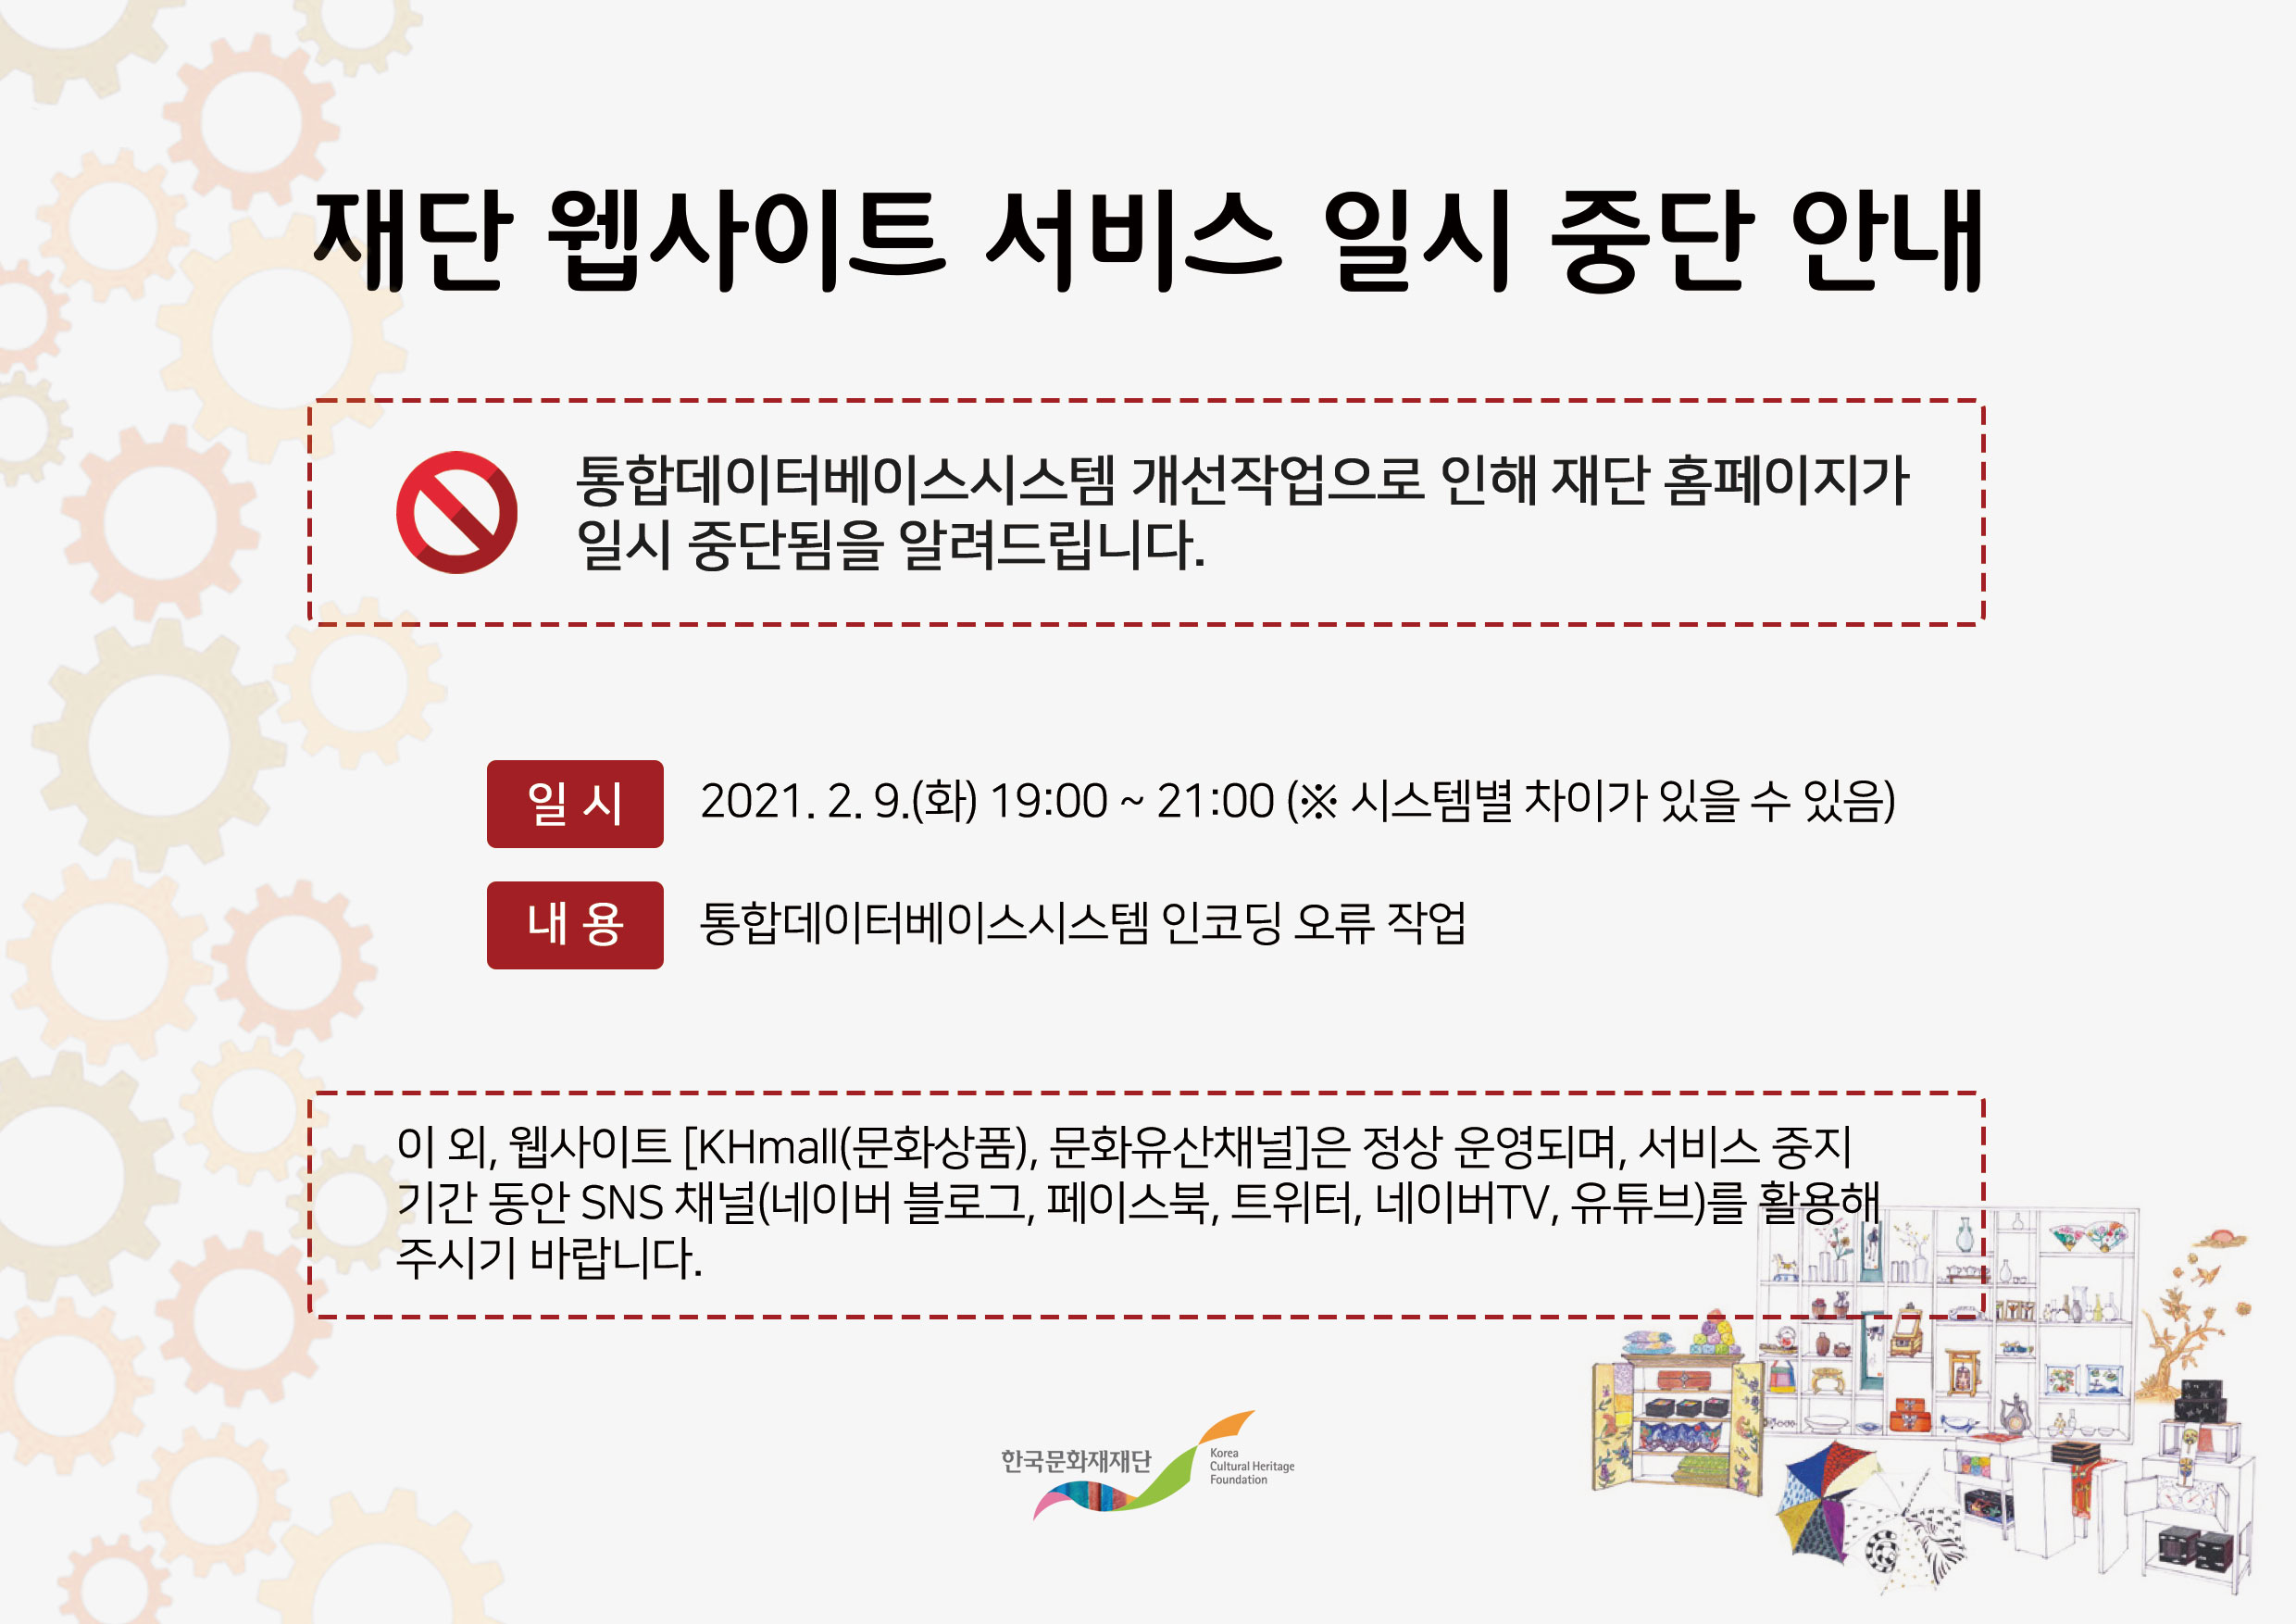 재단 웹사이트 서비스 일시 중단 안내
통합데이터베이스시스템 개선작업으로 인해 재단 홈페이지가
일시 중단됨을 알려드립니다.
일 시 2021. 2. 9.(화) 19:00 ~ 21:00 (※ 시스템별 차이가 있을 수 있음)
내 용 통합데이터베이스시스템 인코딩 오류 작업
이 외, 웹사이트 [KHmall(문화상품), 문화유산채널]은 정상 운영되며, 서비스 중지
기간 동안 SNS 채널(네이버 블로그, 페이스북, 트위터, 네이버TV, 유튜브)를 활용해
주시기 바랍니다.
한국문화재재단
Korea
Cultural Heritage
Foundation